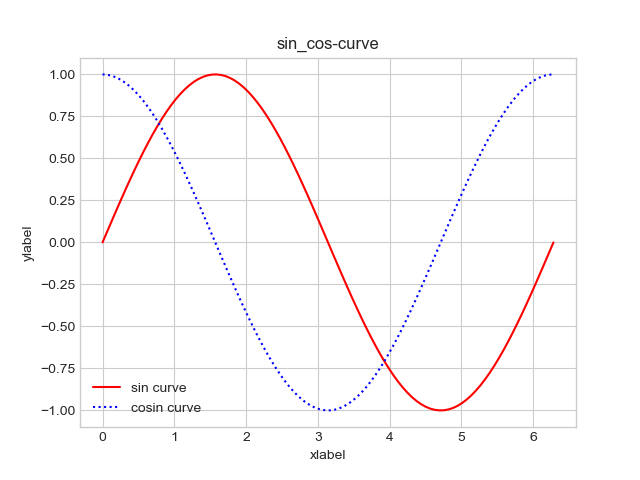 sin_cos-curve
1.00
0.75
0.50
0.25
0.00
−0.25
−0.50
−0.75
−1.00
ylabel
sin curve
cosin curve
0 1 2 3 4 5 6
xlabel